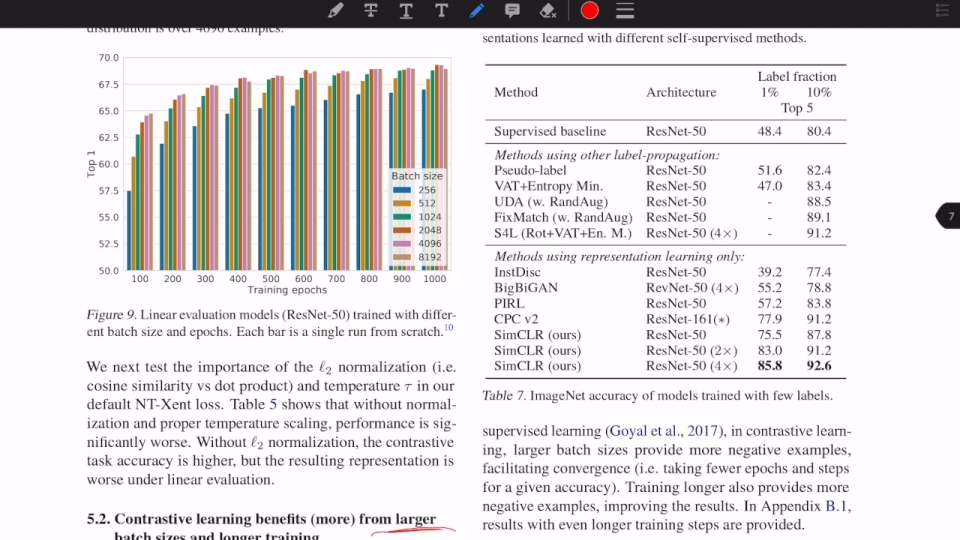 distribution is over 4096 examples.
70.0
67.5
65.0
62.5
60.0
57.5
55.0
52.5
50.0
Top 1
Batch size
256
512
1024
2048
4096
8192
100 200 300 400 500 600 700 800 900 1000
Training epochs
Figure 9. Linear evaluation models (ResNet-50) trained with differ-
ent batch size and epochs. Each bar is a single run from scratch.10
We next test the importance of the ℓ2 normalization (i.e.
cosine similarity vs dot product) and temperature τ in our
default NT-Xent loss. Table 5 shows that without normal-
ization and proper temperature scaling, performance is sig-
nificantly worse. Without ℓ2 normalization, the contrastive
task accuracy is higher, but the resulting representation is
worse under linear evaluation.
5.2. Contrastive learning benefits (more) from larger
batch sizes and longer training
sentations learned with different self-supervised methods.
Label fraction
Method Architecture 1% 10%
Top 5
Supervised baseline ResNet-50 48.4 80.4
Methods using other label-propagation:
Pseudo-label ResNet-50 51.6 82.4
VAT+Entropy Min. ResNet-50 47.0 83.4
UDA (w. RandAug) ResNet-50 - 88.5
FixMatch (w. RandAug) ResNet-50 - 89.1
S4L (Rot+VAT+En. M.) ResNet-50 (4×) - 91.2
Methods using representation learning only:
InstDisc ResNet-50 39.2 77.4
BigBiGAN RevNet-50 (4×) 55.2 78.8
PIRL ResNet-50 57.2 83.8
CPC v2 ResNet-161(∗) 77.9 91.2
SimCLR (ours) ResNet-50 75.5 87.8
SimCLR (ours) ResNet-50 (2×) 83.0 91.2
SimCLR (ours) ResNet-50 (4×) 85.8 92.6
Table 7. ImageNet accuracy of models trained with few labels.
supervised learning (Goyal et al., 2017), in contrastive learn-
ing, larger batch sizes provide more negative examples,
facilitating convergence (i.e. taking fewer epochs and steps
for a given accuracy). Training longer also provides more
negative examples, improving the results. In Appendix B.1,
results with even longer training steps are provided.
7